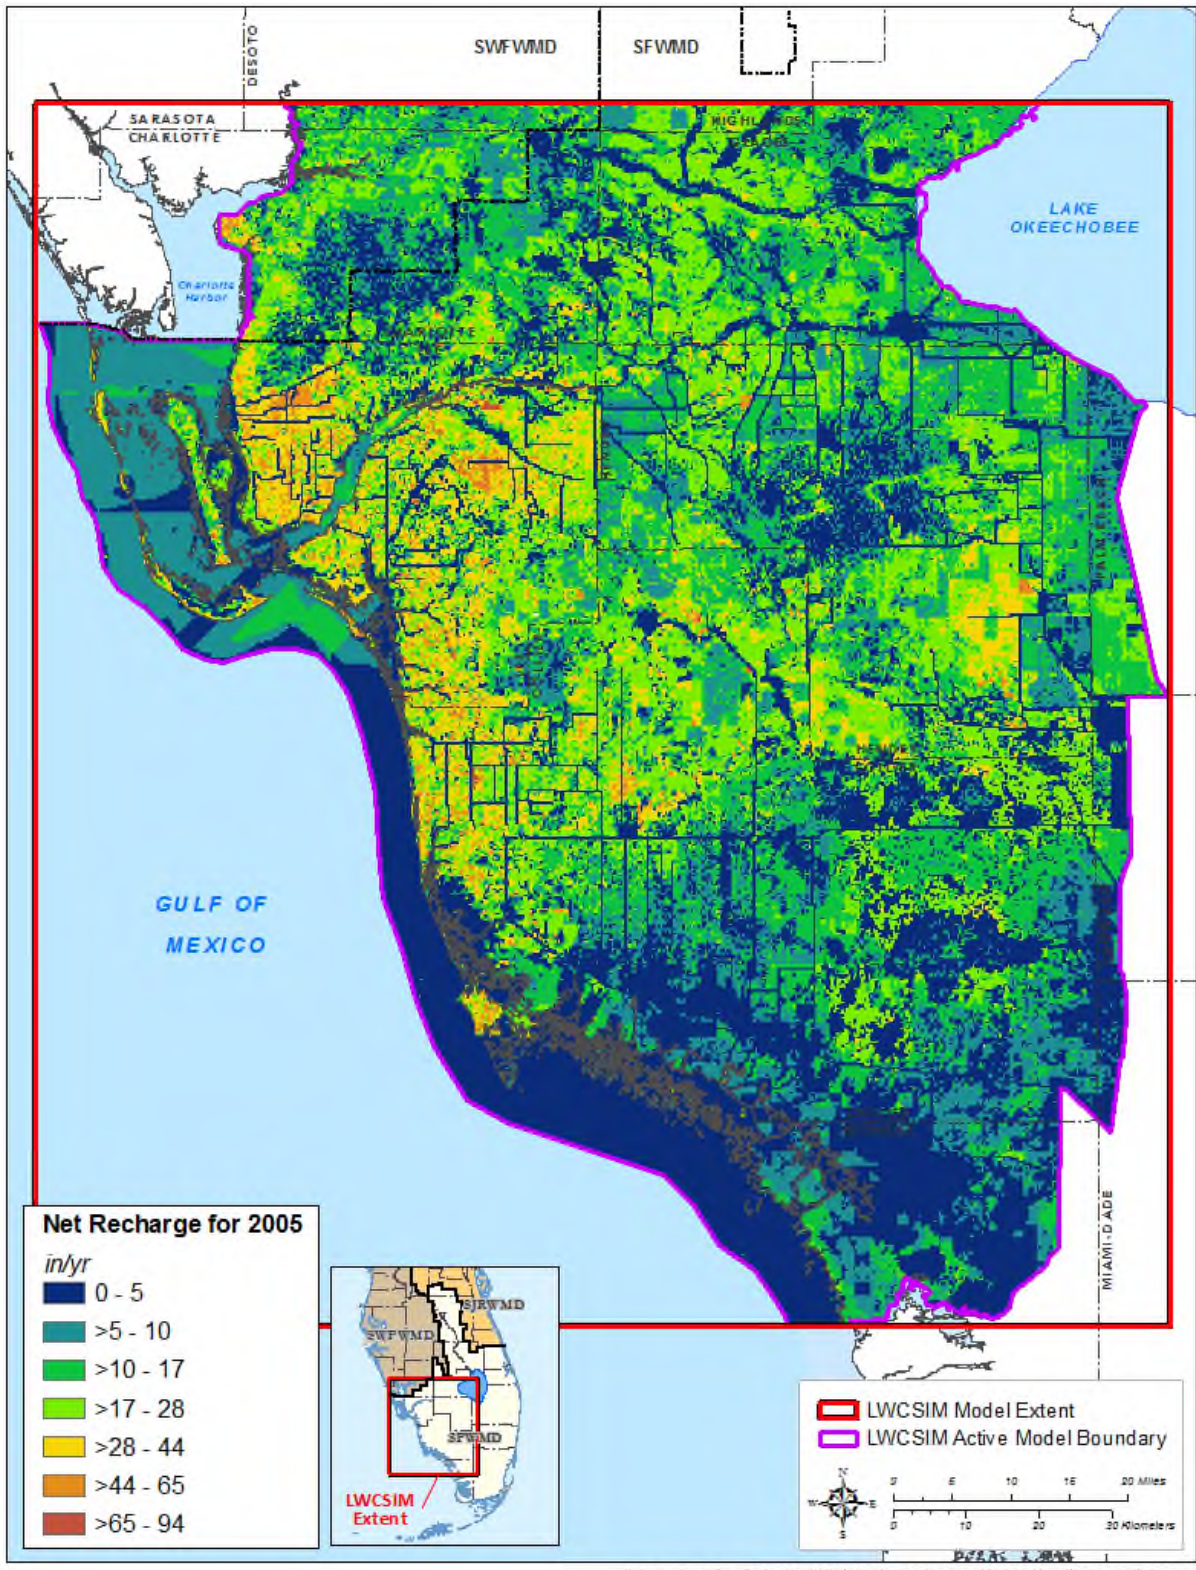 DESOTO
SWFWMD
SFWMD
SARASOTA
CHARLOTTE
HIGHLANDS
LAKE
OKEECHOBEE
Charlotte
Harbor
PALM BEACH
GULF OF
MEXICO
MIAMI-DADE
Net Recharge for 2005
in/yr
0 - 5
>5 - 10
>10 - 17
>17 - 28
>28 - 44
>44 - 65
>65 - 94
SJRWMD
SWFWMD
SFWMD
LWCSIM
Extent
LWCSIM Model Extent
LWCSIM Active Model Boundary
N
W
E
S
0 5 10 15 20 Miles
0 10 20 30 Kilometers